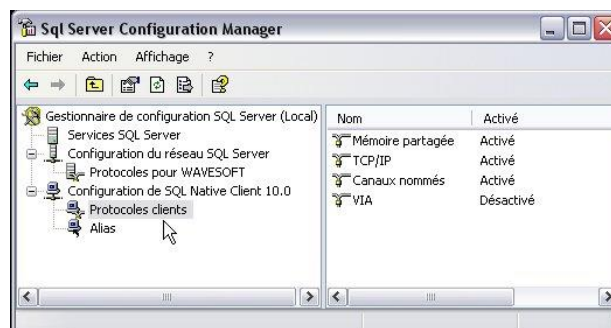 Sql Server Configuration Manager
Fichier Action Affichage ?
Gestionnaire de configuration SQL Server (Local)
Services SQL Server
Configuration du réseau SQL Server
Protocoles pour WAVESOFT
Configuration de SQL Native Client 10.0
Protocoles clients
Alias
Nom Activé
Mémoire partagée Activé
TCP/IP Activé
Canaux nommés Activé
VIA Désactivé